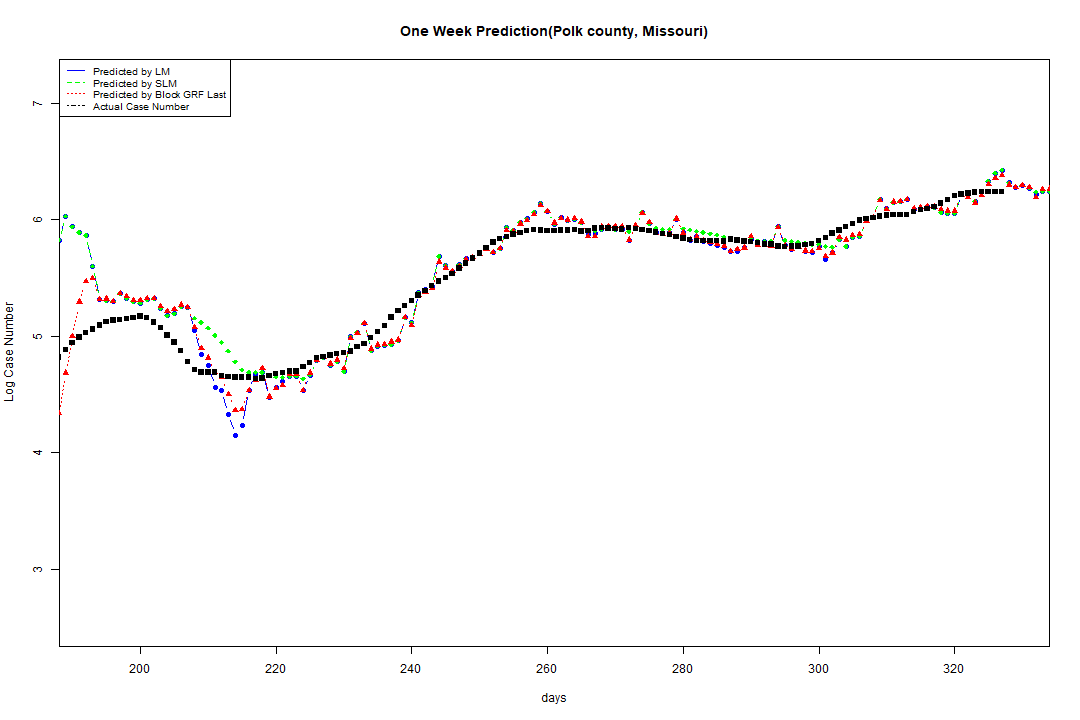 One Week Prediction(Polk county, Missouri)
Predicted by LM
Predicted by SLM
Predicted by Block GRF Last
Actual Case Number
7
6
5
4
3
Log Case Number
200 220 240 260 280 300 320
days